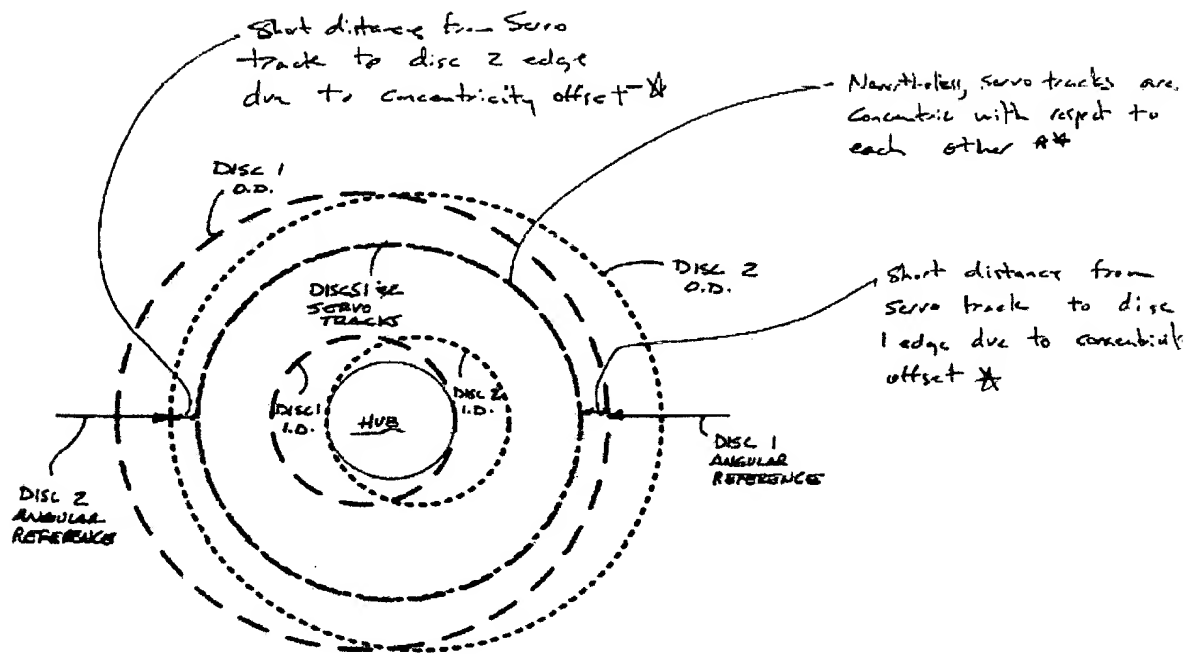 Short distance from Servo
track to disc 2 edge
due to concentricity offset ☆
Nevertheless, servo tracks are
concentric with respect to
each other ☆☆
DISC 1
O.D.
DISC 2
O.D.
DISCS 1 & 2
SERVO
TRACKS
Short distance from
servo track to disc
1 edge due to
offset ☆
DISC 1
I.D.
DISC 2
I.D.
HUB
DISC 1
ANGULAR
REFERENCE
DISC 2
ANGULAR
REFERENCE